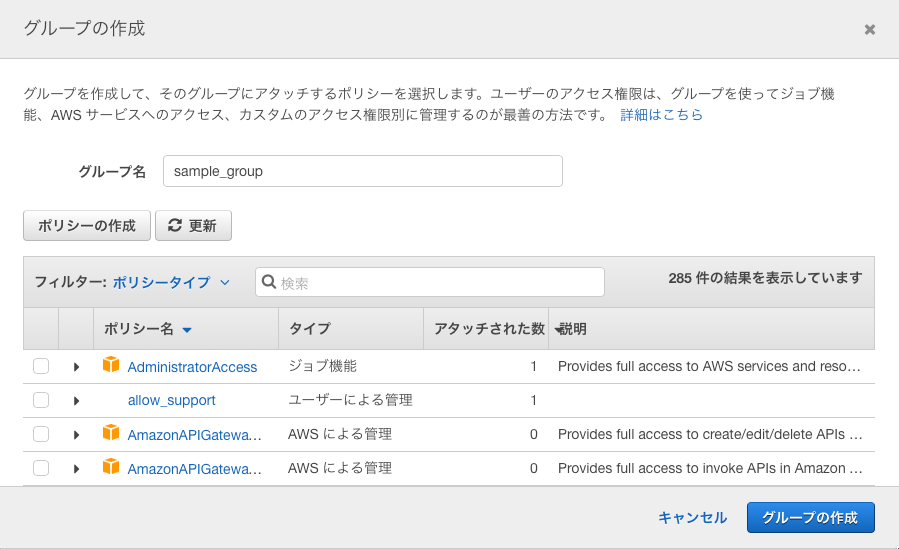 グループの作成
グループを作成して、そのグループにアタッチするポリシーを選択します。ユーザーのアクセス権限は、グループを使ってジョブ機
能、AWS サービスへのアクセス、カスタムのアクセス権限別に管理するのが最善の方法です。 詳細はこちら
グループ名 sample_group
ポリシーの作成 更新
フィルター: ポリシータイプ 検索 285 件の結果を表示しています
ポリシー名 タイプ アタッチされた数 説明
AdministratorAccess ジョブ機能 1 Provides full access to AWS services and reso…
allow_support ユーザーによる管理 1
AmazonAPIGatewa… AWS による管理 0 Provides full access to create/edit/delete APIs …
AmazonAPIGatewa… AWS による管理 0 Provides full access to invoke APIs in Amazon …
キャンセル グループの作成